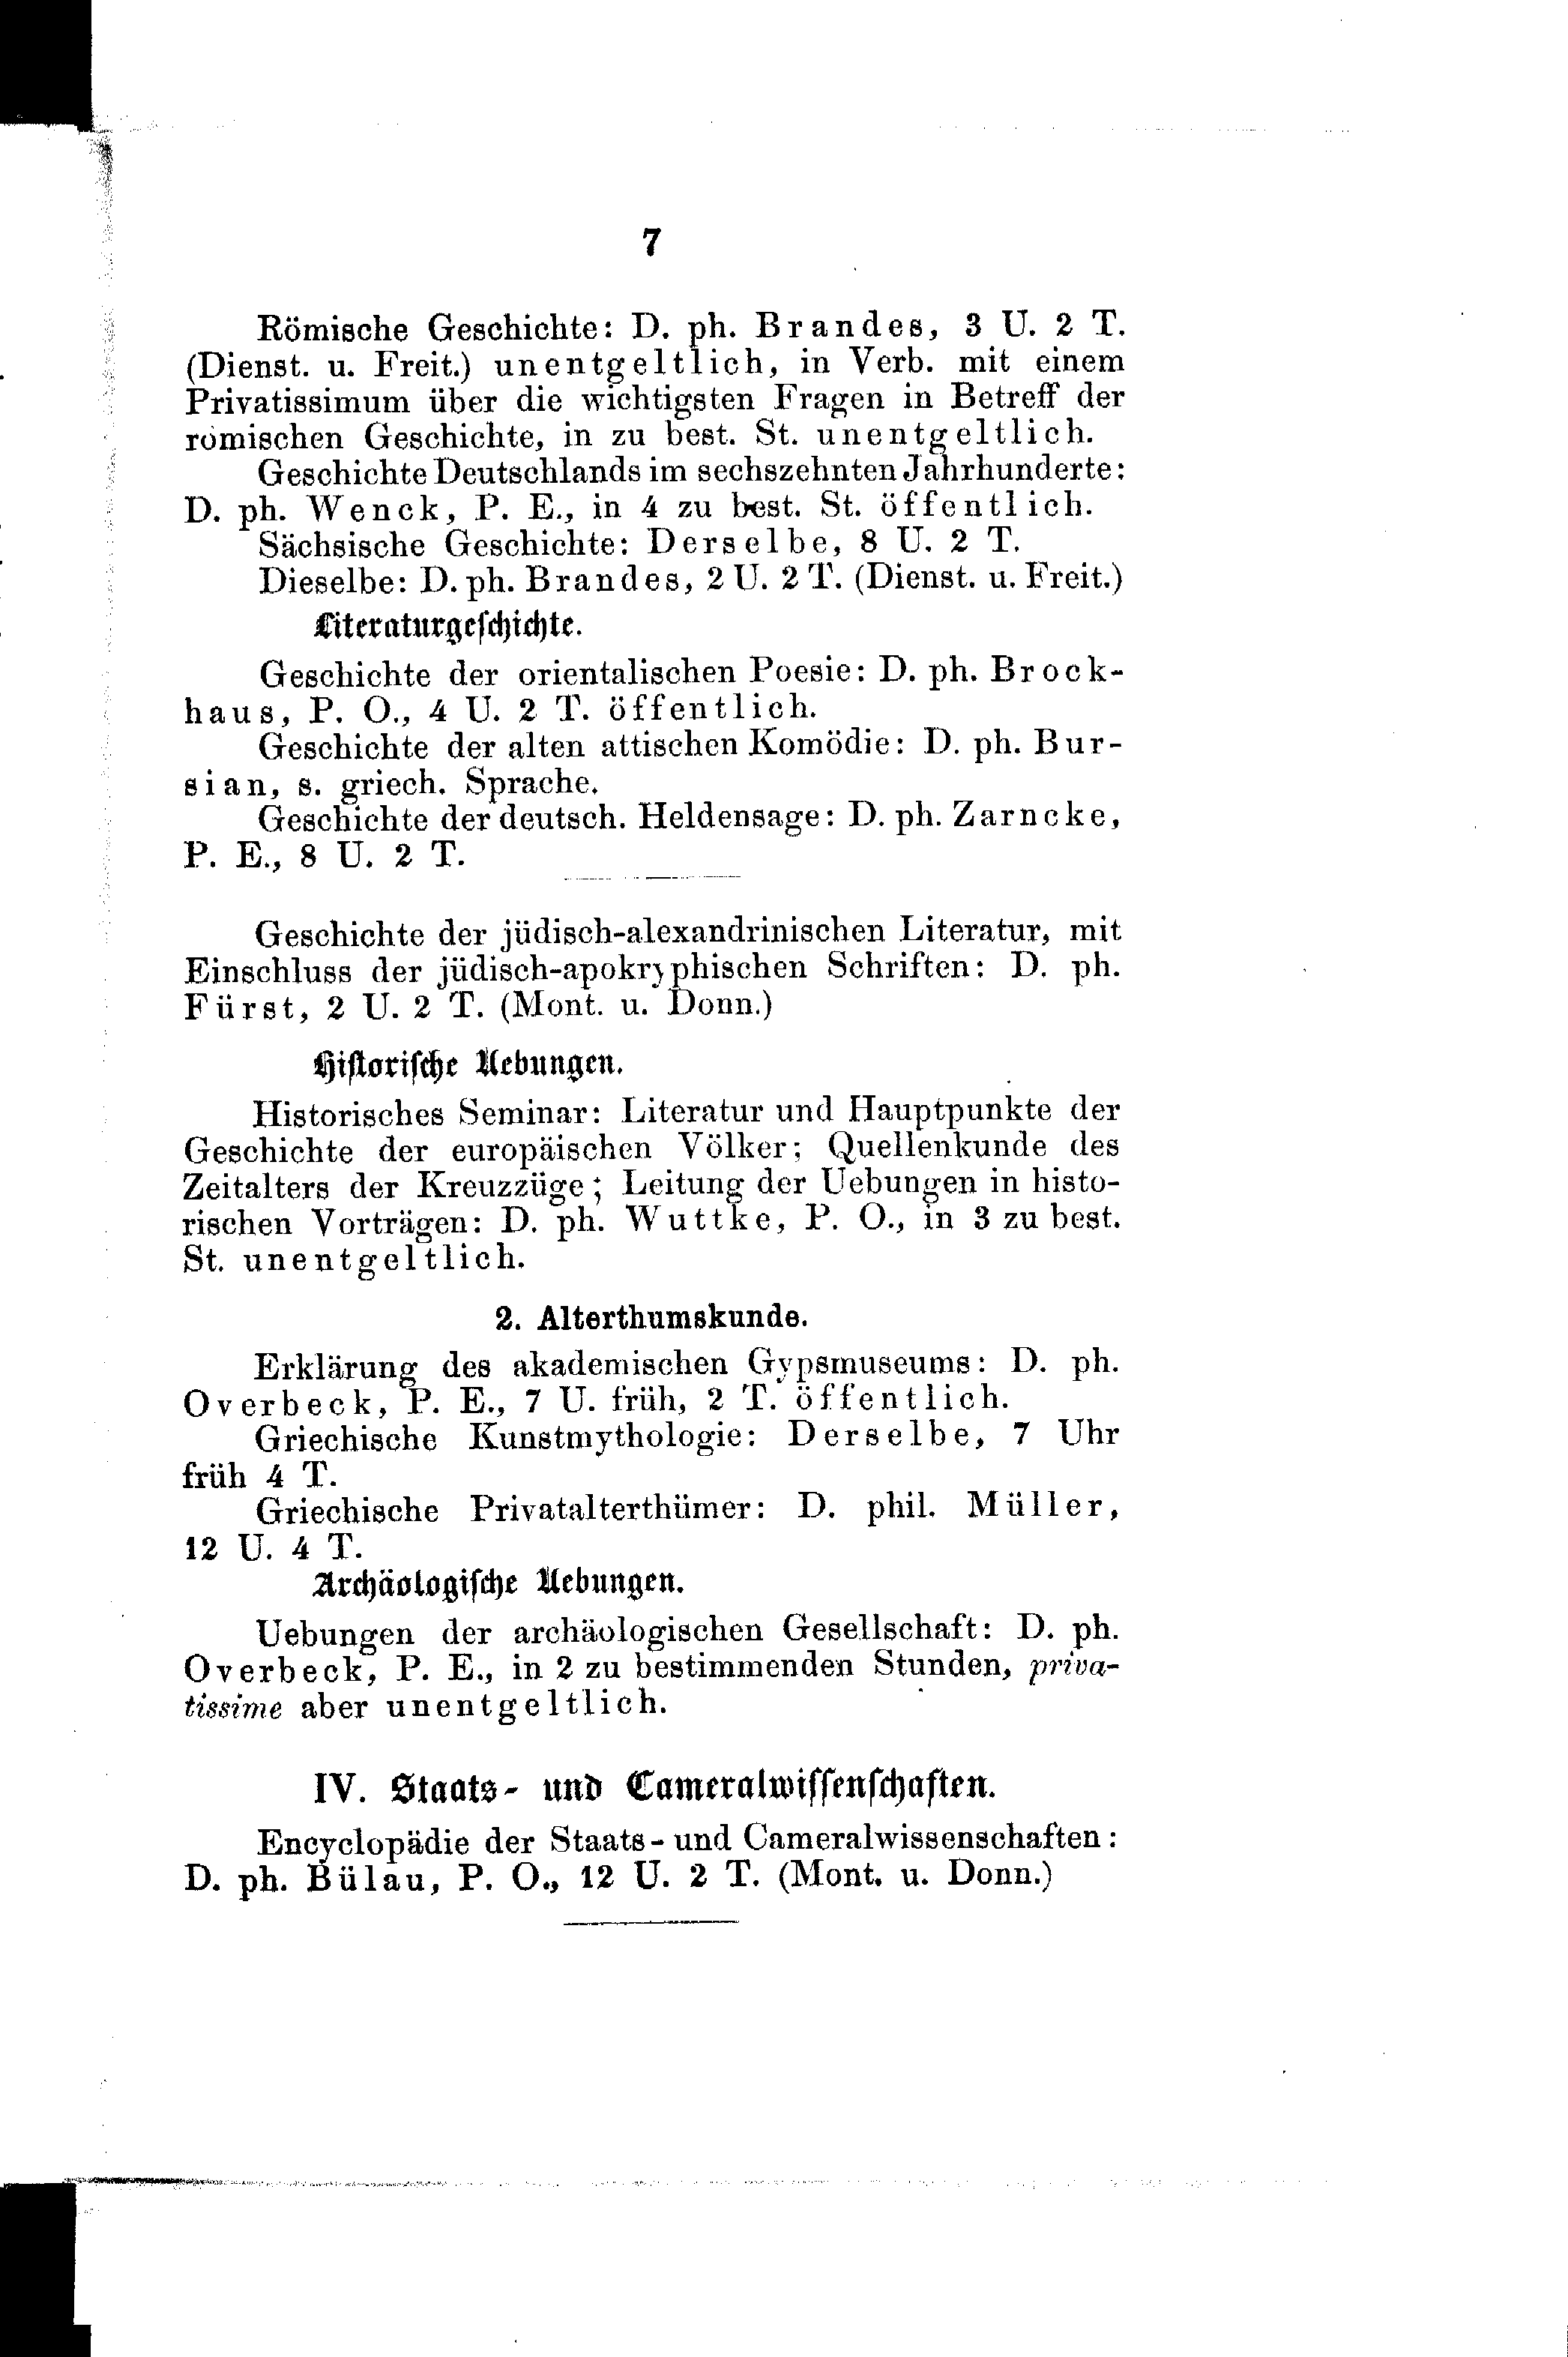 7
Römische Geschichte: D. ph. Brandes, 3 U. 2 T.
(Dienst. u. Freit.) unentgeltlich, in Verb. mit einem
Privatissimum über die wichtigsten Fragen in Betreff der
römischen Geschichte, in zu best. St. unentgeltlich.
Geschichte Deutschlands im sechszehnten Jahrhunderte:
D. ph. Wenck, P. E., in 4 zu best. St. öffentlich.
Sächsische Geschichte: Derselbe, 8 U. 2 T.
Dieselbe: D. ph. Brandes, 2 U. 2 T. (Dienst. u. Freit.)
Literaturgeschichte.
Geschichte der orientalischen Poesie: D. ph. Brock-
haus, P. O., 4 U. 2 T. öffentlich.
Geschichte der alten attischen Komödie: D. ph. Bur-
sian, s. griech. Sprache.
Geschichte der deutsch. Heldensage: D. ph. Zarncke,
P. E., 8 U. 2 T.
Geschichte der jüdisch-alexandrinischen Literatur, mit
Einschluss der jüdisch-apokryphischen Schriften: D. ph.
Fürst, 2 U. 2 T. (Mont. u. Donn.)
Historische Uebungen.
Historisches Seminar: Literatur und Hauptpunkte der
Geschichte der europäischen Völker; Quellenkunde des
Zeitalters der Kreuzzüge; Leitung der Uebungen in histo-
rischen Vorträgen: D. ph. Wuttke, P. O., in 3 zu best.
St. unentgeltlich.
2. Alterthumskunde.
Erklärung des akademischen Gypsmuseums: D. ph.
Overbeck, P. E., 7 U. früh, 2 T. öffentlich.
Griechische Kunstmythologie: Derselbe, 7 Uhr
früh 4 T.
Griechische Privatalterthümer: D. phil. Müller,
12 U. 4 T.
Archäologische Uebungen.
Uebungen der archäologischen Gesellschaft: D. ph.
Overbeck, P. E., in 2 zu bestimmenden Stunden, priva-
tissime aber unentgeltlich.
IV. Staats- und Cameralwissenschaften.
Encyclopädie der Staats- und Cameralwissenschaften:
D. ph. Bülau, P. O., 12 U. 2 T. (Mont. u. Donn.)